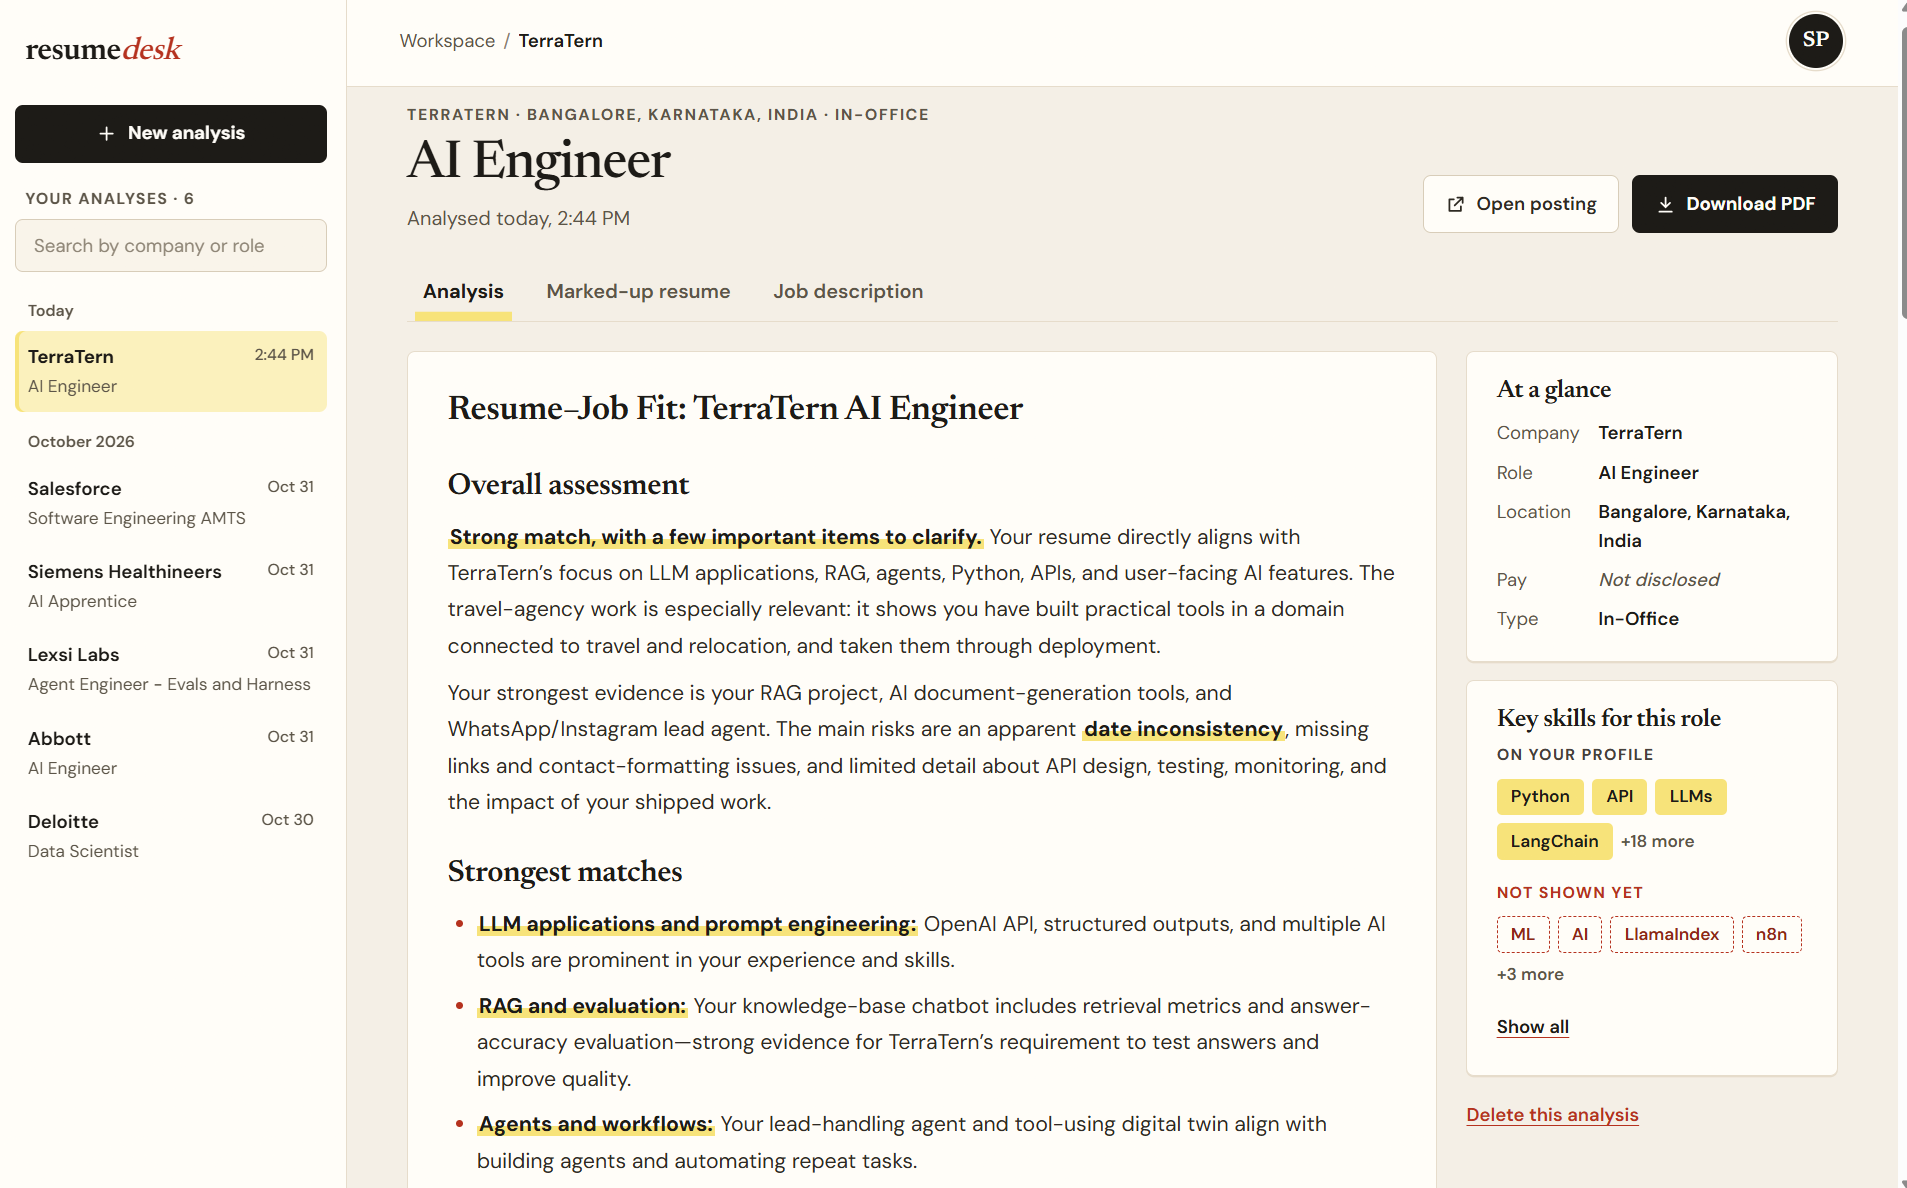 resumedesk
+ New analysis
YOUR ANALYSES · 6
Search by company or role
Today
TerraTern 2:44 PM
AI Engineer
October 2026
Salesforce Oct 31
Software Engineering AMTS
Siemens Healthineers Oct 31
AI Apprentice
Lexsi Labs Oct 31
Agent Engineer - Evals and Harness
Abbott Oct 31
AI Engineer
Deloitte Oct 30
Data Scientist
Workspace / TerraTern
SP
TERRATERN · BANGALORE, KARNATAKA, INDIA · IN-OFFICE
AI Engineer
Analysed today, 2:44 PM
Open posting
Download PDF
Analysis
Marked-up resume
Job description
Resume–Job Fit: TerraTern AI Engineer
Overall assessment
Strong match, with a few important items to clarify. Your resume directly aligns with
TerraTern’s focus on LLM applications, RAG, agents, Python, APIs, and user-facing AI features. The
travel-agency work is especially relevant: it shows you have built practical tools in a domain
connected to travel and relocation, and taken them through deployment.
Your strongest evidence is your RAG project, AI document-generation tools, and
WhatsApp/Instagram lead agent. The main risks are an apparent date inconsistency, missing
links and contact-formatting issues, and limited detail about API design, testing, monitoring, and
the impact of your shipped work.
Strongest matches
• LLM applications and prompt engineering: OpenAI API, structured outputs, and multiple AI
tools are prominent in your experience and skills.
• RAG and evaluation: Your knowledge-base chatbot includes retrieval metrics and answer-
accuracy evaluation—strong evidence for TerraTern’s requirement to test answers and
improve quality.
• Agents and workflows: Your lead-handling agent and tool-using digital twin align with
building agents and automating repeat tasks.
At a glance
Company TerraTern
Role AI Engineer
Location Bangalore, Karnataka,
India
Pay Not disclosed
Type In-Office
Key skills for this role
ON YOUR PROFILE
Python API LLMs
LangChain +18 more
NOT SHOWN YET
ML AI LlamaIndex n8n
+3 more
Show all
Delete this analysis